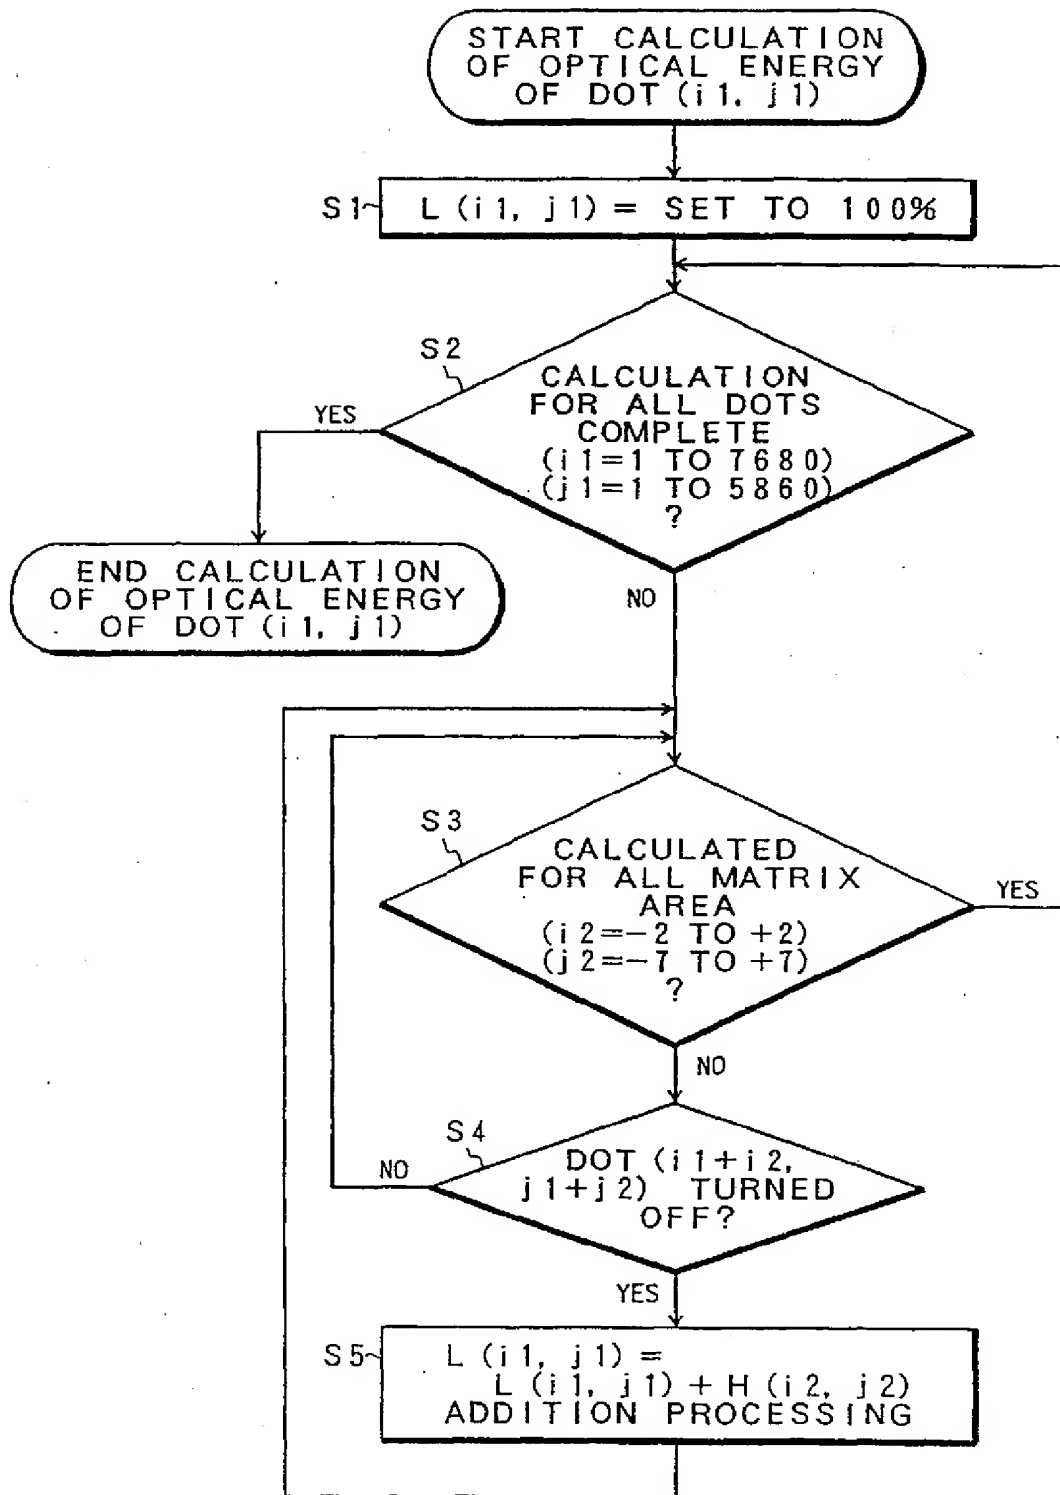 START CALCULATION
OF OPTICAL ENERGY
OF DOT (i1, j1)
S1
L (i1, j1) = SET TO 100%
S2
CALCULATION
FOR ALL DOTS
COMPLETE
(i1=1 TO 7680)
(j1=1 TO 5860)
?
YES
END CALCULATION
OF OPTICAL ENERGY
OF DOT (i1, j1)
NO
S3
CALCULATED
FOR ALL MATRIX
AREA
(i2=-2 TO +2)
(j2=-7 TO +7)
?
YES
NO
S4
DOT (i1+i2,
j1+j2) TURNED
OFF?
NO
YES
S5
L (i1, j1) =
L (i1, j1) + H (i2, j2)
ADDITION PROCESSING